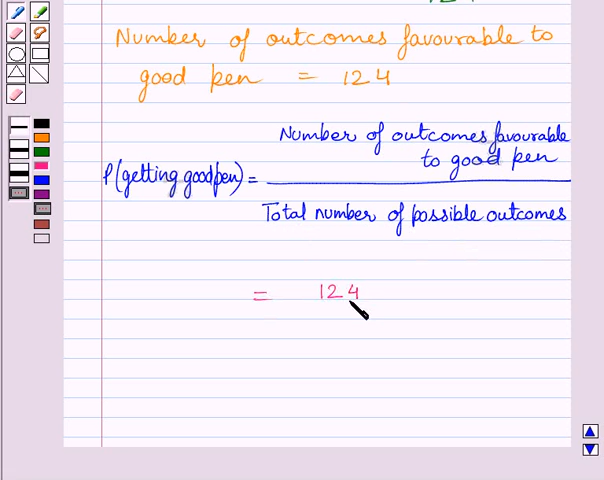 Number of outcomes favourable to
good pen = 124
Number of outcomes favourable
to good pen
P(getting good pen) =
Total number of possible outcomes
= 124